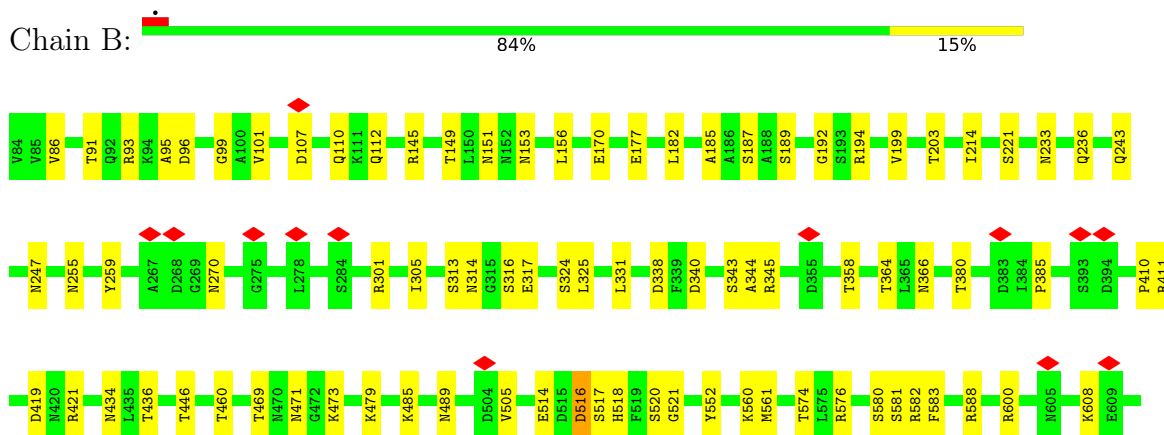 Chain B:
84% 15%
V84 V85 V86 T91 Q92 R93 K94 A95 D96 G99 A100 V101 D107 Q110 K111 Q112 R145 T149 L150 N151 N152 N153 L156 E170 E177 L182 A185 A186 S187 A188 S189 G192 S193 R194 V199 T203 I214 S221 N233 Q236 Q243
N247 N255 Y259 A267 D268 G269 N270 G275 L278 S284 R301 I305 S313 N314 G315 S316 E317 S324 L325 L331 D338 F339 D340 S343 A344 R345 D355 T358 T364 L365 N366 T380 D383 I384 P385 S393 D394 P410 R411
D419 N420 R421 N434 L435 T436 T446 T460 T469 N470 N471 G472 K473 K479 K485 N489 D504 V505 E514 D515 D516 S517 H518 F519 S520 G521 Y552 K560 M561 T574 L575 R576 S580 S581 R582 F583 R588 R600 N605 K608 E609